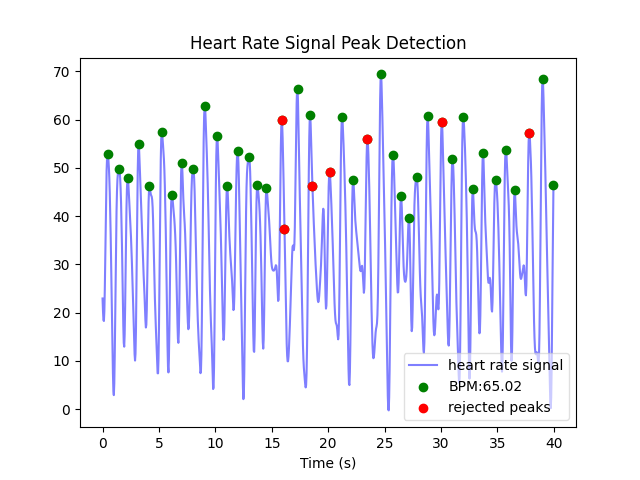 Heart Rate Signal Peak Detection
70
60
50
40
30
20
10
0
heart rate signal
BPM:65.02
rejected peaks
0 5 10 15 20 25 30 35 40
Time (s)